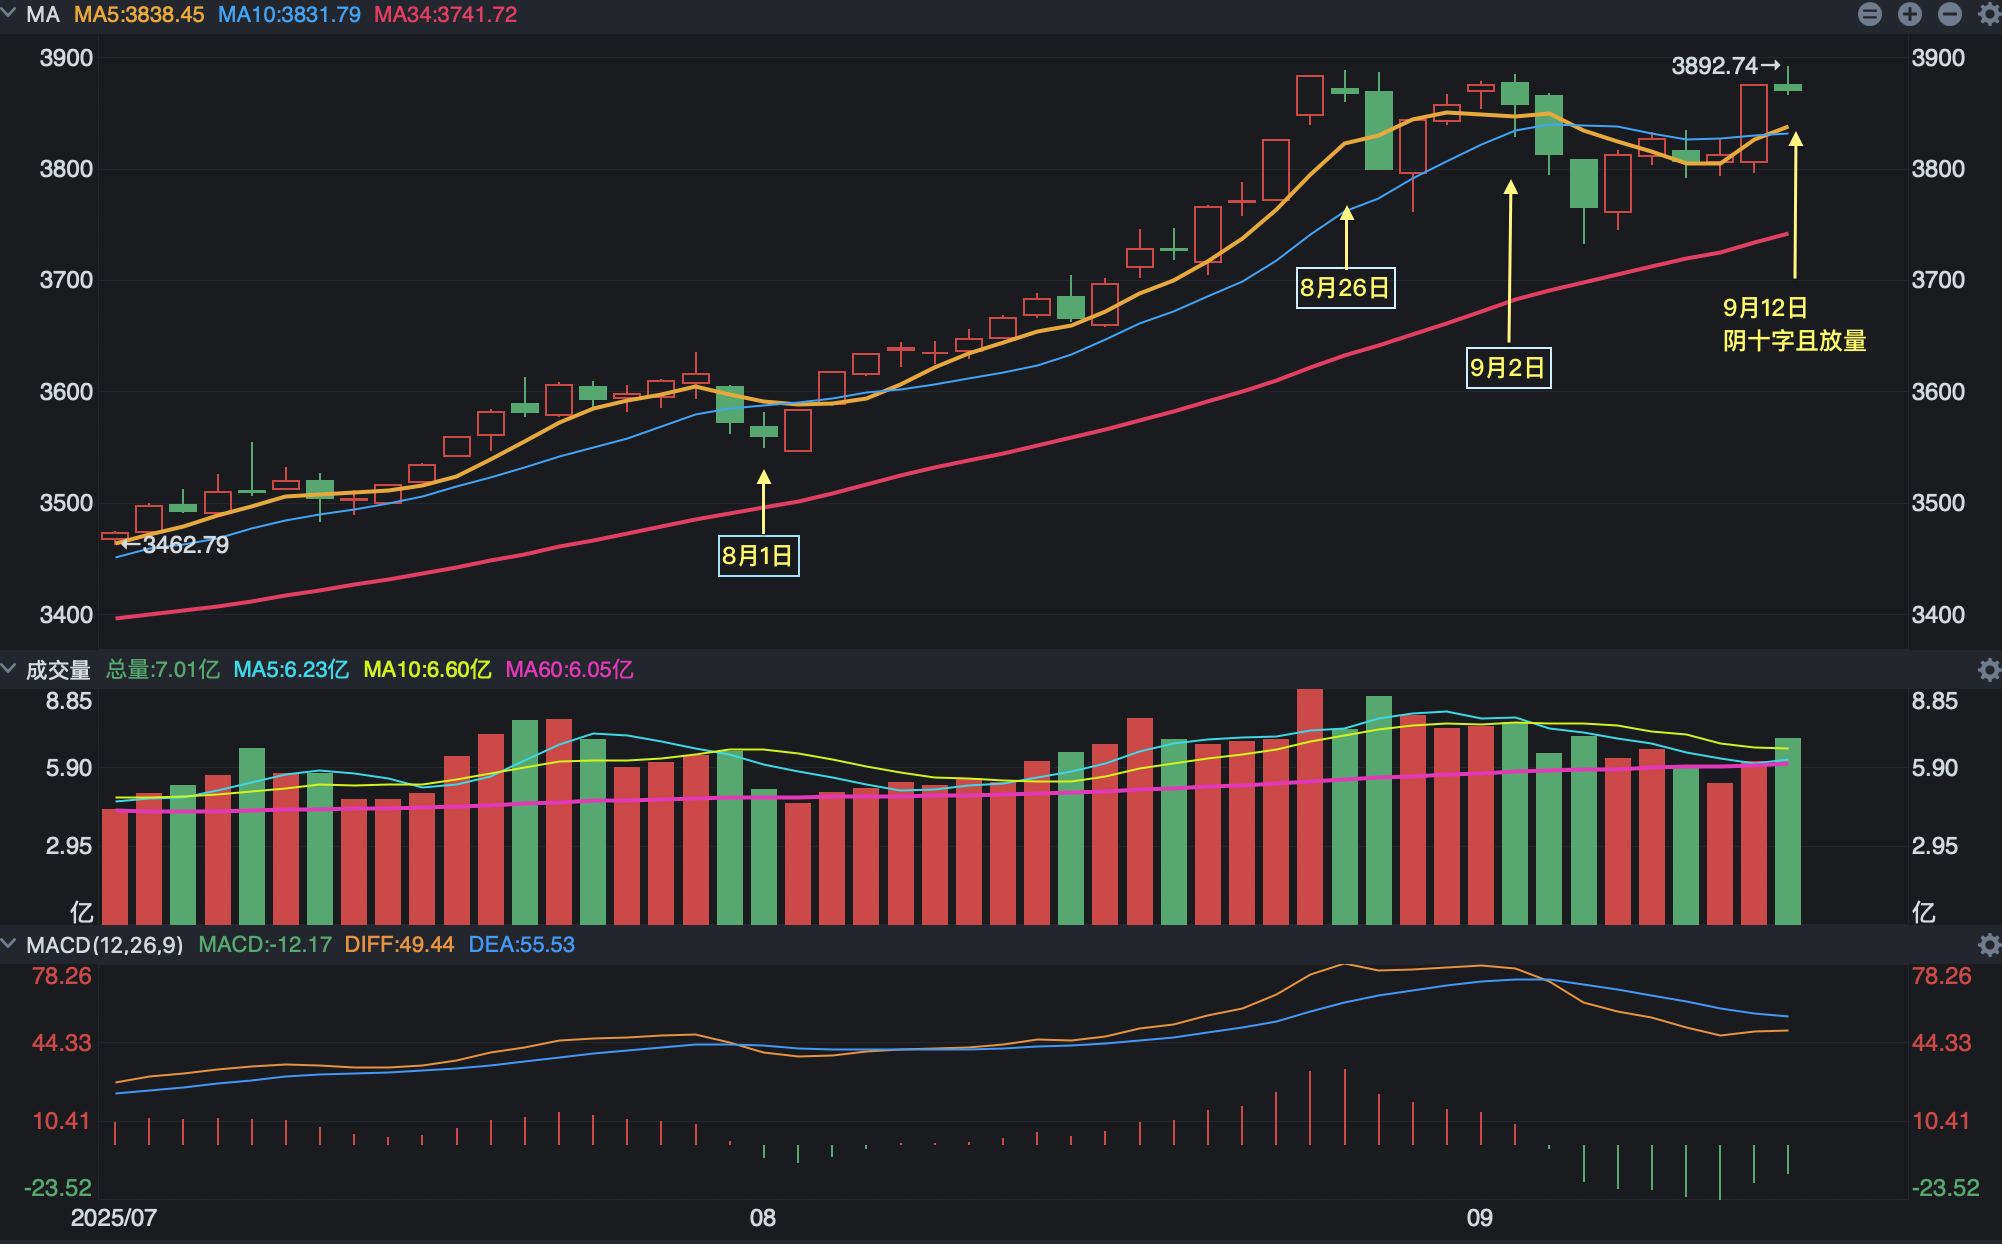 MA MA5:3838.45 MA10:3831.79 MA34:3741.72
3900 3892.74→ 3900
3800 3800
3700 3700
8月26日
9月12日
阴十字且放量
9月2日
3600 3600
3500 3500
←3462.79
8月1日
3400 3400
成交量 总量:7.01亿 MA5:6.23亿 MA10:6.60亿 MA60:6.05亿
8.85 8.85
5.90 5.90
2.95 2.95
亿 亿
MACD(12,26,9) MACD:-12.17 DIFF:49.44 DEA:55.53
78.26 78.26
44.33 44.33
10.41 10.41
-23.52 -23.52
2025/07 08 09